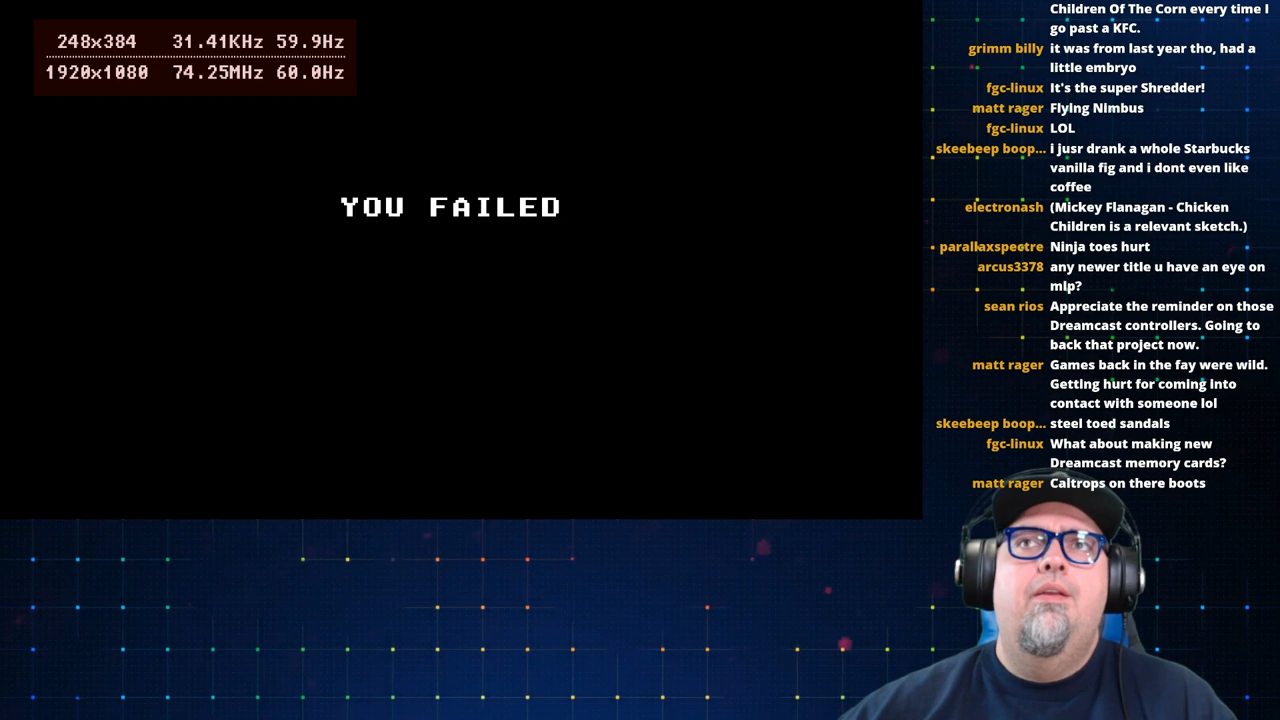 248x384 31.41KHz 59.9Hz
1920x1080 74.25MHz 60.0Hz
YOU FAILED
Children Of The Corn every time I
go past a KFC.
grimm billy it was from last year tho, had a
little embryo
fgc-linux It's the super Shredder!
matt rager Flying Nimbus
fgc-linux LOL
skeebeep boop... i jusr drank a whole Starbucks
vanilla fig and i dont even like
coffee
electronash (Mickey Flanagan - Chicken
Children is a relevant sketch.)
parallaxspectre Ninja toes hurt
arcus3378 any newer title u have an eye on
mlp?
sean rios Appreciate the reminder on those
Dreamcast controllers. Going to
back that project now.
matt rager Games back in the fay were wild.
Getting hurt for coming into
contact with someone lol
skeebeep boop... steel toed sandals
fgc-linux What about making new
Dreamcast memory cards?
matt rager Caltrops on there boots